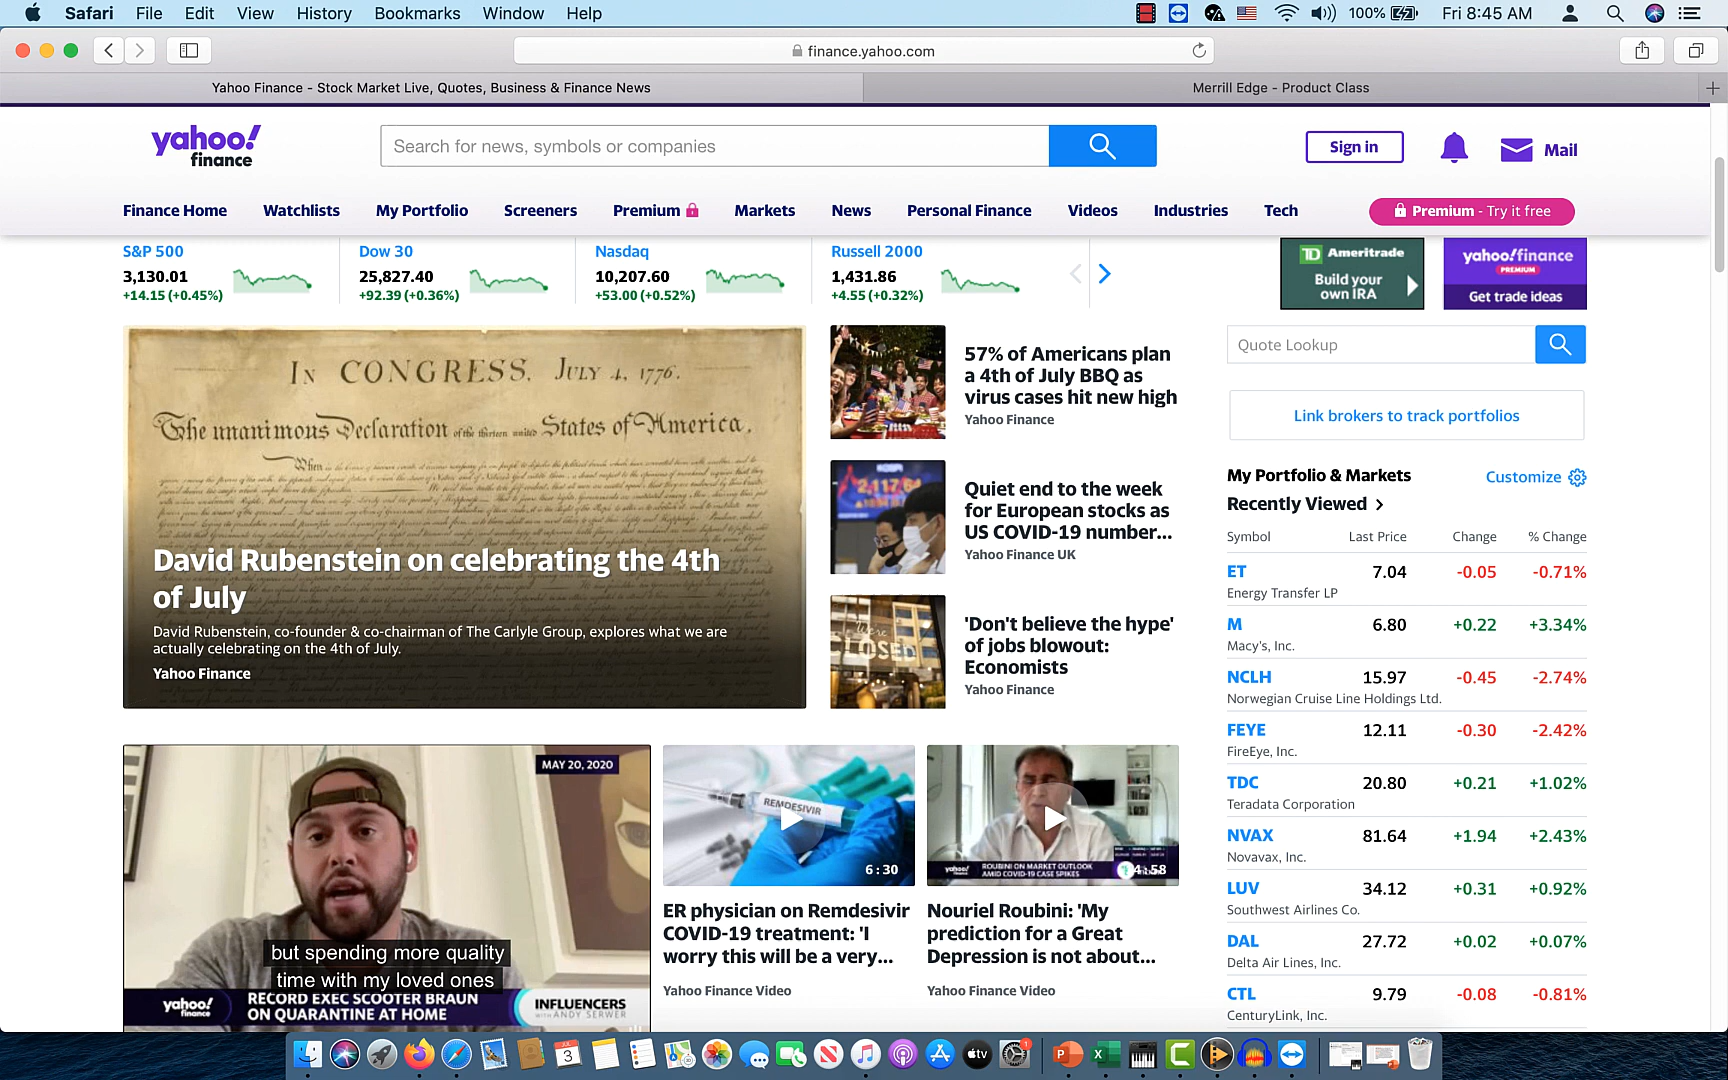 Safari File Edit View History Bookmarks Window Help
100% Fri 8:45 AM
finance.yahoo.com
Yahoo Finance - Stock Market Live, Quotes, Business & Finance News
Merrill Edge - Product Class
yahoo!
finance
Search for news, symbols or companies
Sign in
Mail
Finance Home Watchlists My Portfolio Screeners Premium Markets News Personal Finance Videos Industries Tech
Premium - Try it free
S&P 500
3,130.01
+14.15 (+0.45%)
Dow 30
25,827.40
+92.39 (+0.36%)
Nasdaq
10,207.60
+53.00 (+0.52%)
Russell 2000
1,431.86
+4.55 (+0.32%)
TD Ameritrade
Build your
own IRA
yahoo!finance
PREMIUM
Get trade ideas
IN CONGRESS, JULY 4, 1776.
The unanimous Declaration of the thirteen united States of America,
When
David Rubenstein on celebrating the 4th
of July
David Rubenstein, co-founder & co-chairman of The Carlyle Group, explores what we are
actually celebrating on the 4th of July.
Yahoo Finance
57% of Americans plan
a 4th of July BBQ as
virus cases hit new high
Yahoo Finance
KOSPI
Quiet end to the week
for European stocks as
US COVID-19 number...
Yahoo Finance UK
CLOSED
'Don't believe the hype'
of jobs blowout:
Economists
Yahoo Finance
Quote Lookup
Link brokers to track portfolios
My Portfolio & Markets
Customize
Recently Viewed
Symbol Last Price Change % Change
ET 7.04 -0.05 -0.71%
Energy Transfer LP
M 6.80 +0.22 +3.34%
Macy's, Inc.
NCLH 15.97 -0.45 -2.74%
Norwegian Cruise Line Holdings Ltd.
FEYE 12.11 -0.30 -2.42%
FireEye, Inc.
TDC 20.80 +0.21 +1.02%
Teradata Corporation
NVAX 81.64 +1.94 +2.43%
Novavax, Inc.
LUV 34.12 +0.31 +0.92%
Southwest Airlines Co.
DAL 27.72 +0.02 +0.07%
Delta Air Lines, Inc.
CTL 9.79 -0.08 -0.81%
CenturyLink, Inc.
MAY 20, 2020
but spending more quality
time with my loved ones
yahoo!
finance
RECORD EXEC SCOOTER BRAUN
ON QUARANTINE AT HOME
INFLUENCERS
WITH ANDY SERWER
REMDESIVIR
6:30
ER physician on Remdesivir
COVID-19 treatment: 'I
worry this will be a very...
Yahoo Finance Video
yahoo!
ROUBINI ON MARKET OUTLOOK
AMID COVID-19 CASE SPIKES
4:58
Nouriel Roubini: 'My
prediction for a Great
Depression is not about...
Yahoo Finance Video
JUL
3
tv
1